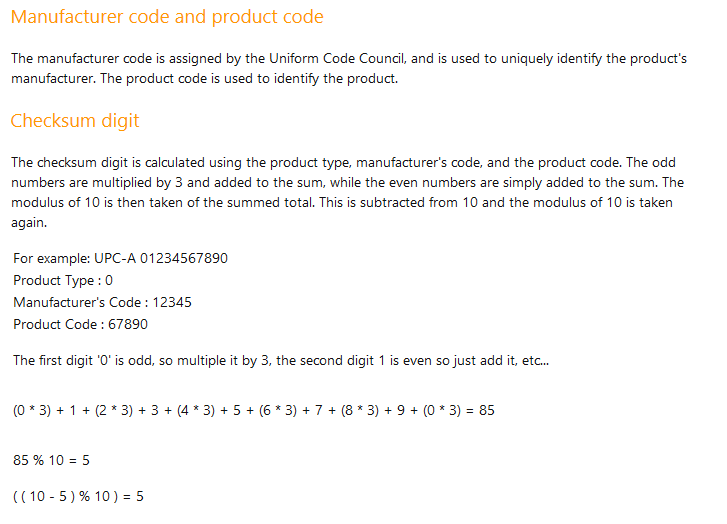 Manufacturer code and product code
The manufacturer code is assigned by the Uniform Code Council, and is used to uniquely identify the product's
manufacturer. The product code is used to identify the product.
Checksum digit
The checksum digit is calculated using the product type, manufacturer's code, and the product code. The odd
numbers are multiplied by 3 and added to the sum, while the even numbers are simply added to the sum. The
modulus of 10 is then taken of the summed total. This is subtracted from 10 and the modulus of 10 is taken
again.
For example: UPC-A 01234567890
Product Type : 0
Manufacturer's Code : 12345
Product Code : 67890
The first digit '0' is odd, so multiple it by 3, the second digit 1 is even so just add it, etc...
(0 * 3) + 1 + (2 * 3) + 3 + (4 * 3) + 5 + (6 * 3) + 7 + (8 * 3) + 9 + (0 * 3) = 85
85 % 10 = 5
( ( 10 - 5 ) % 10 ) = 5